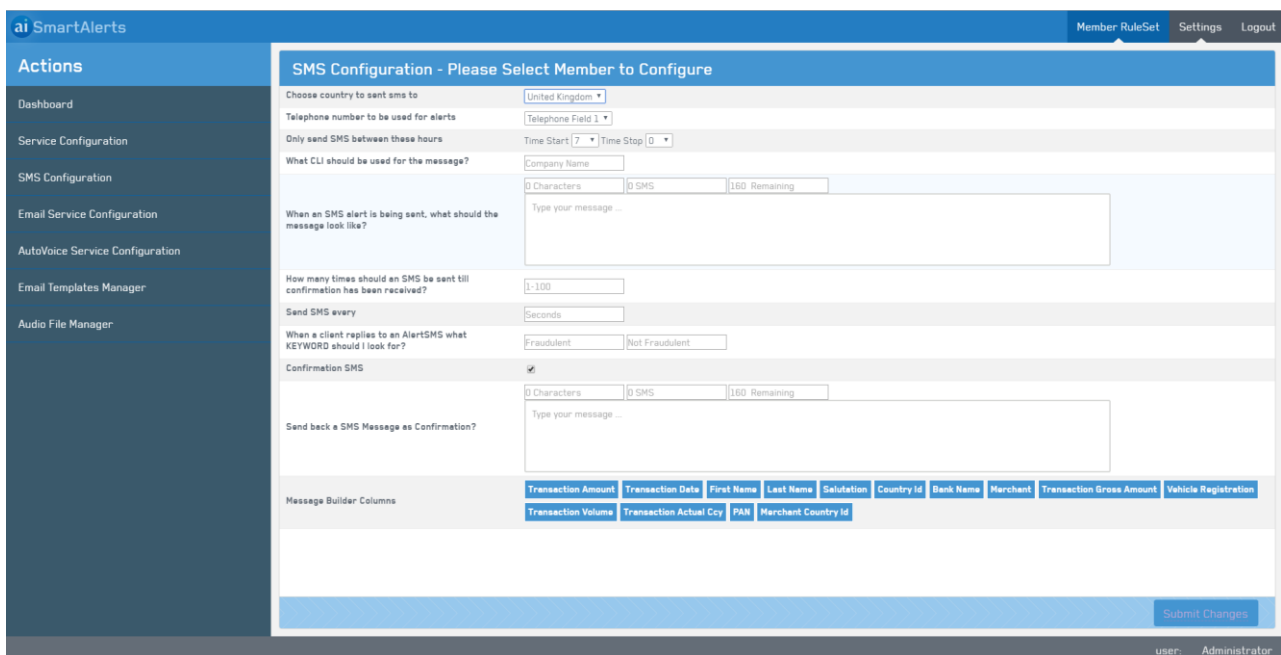 ai SmartAlerts
Member RuleSet Settings Logout
Actions
Dashboard
Service Configuration
SMS Configuration
Email Service Configuration
AutoVoice Service Configuration
Email Templates Manager
Audio File Manager
SMS Configuration - Please Select Member to Configure
Choose country to sent sms to
United Kingdom
Telephone number to be used for alerts
Telephone Field 1
Only send SMS between these hours
Time Start 7 Time Stop 0
What CLI should be used for the message?
Company Name
0 Characters 0 SMS 160 Remaining
When an SMS alert is being sent, what should the
message look like?
Type your message ...
How many times should an SMS be sent till
confirmation has been received?
1-100
Send SMS every
Seconds
When a client replies to an AlertSMS what
KEYWORD should I look for?
Fraudulent Not Fraudulent
Confirmation SMS
0 Characters 0 SMS 160 Remaining
Send back a SMS Message as Confirmation?
Type your message ...
Message Builder Columns
Transaction Amount Transaction Date First Name Last Name Salutation Country Id Bank Name Merchant Transaction Gross Amount Vehicle Registration
Transaction Volume Transaction Actual Ccy PAN Merchant Country Id
Submit Changes
user: Administrator